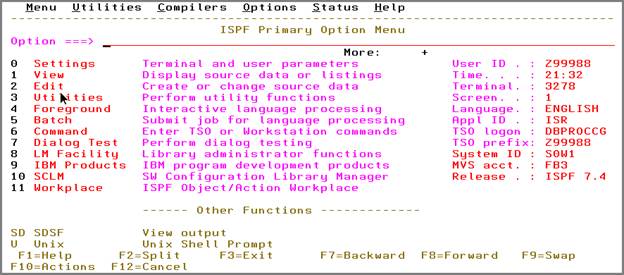 Menu  Utilities  Compilers  Options  Status  Help
ISPF Primary Option Menu
Option ===>
More:     +
0  Settings      Terminal and user parameters            User ID . : Z99988
1  View          Display source data or listings         Time. . . : 21:32
2  Edit          Create or change source data            Terminal. : 3278
3  Utilities     Perform utility functions               Screen. . : 1
4  Foreground    Interactive language processing         Language. : ENGLISH
5  Batch         Submit job for language processing      Appl ID . : ISR
6  Command       Enter TSO or Workstation commands       TSO logon : DBPROCCG
7  Dialog Test   Perform dialog testing                  TSO prefix: Z99988
8  LM Facility   Library administrator functions         System ID : S0W1
9  IBM Products  IBM program development products        MVS acct. : FB3
10 SCLM          SW Configuration Library Manager        Release . : ISPF 7.4
11 Workplace     ISPF Object/Action Workplace
------ Other Functions -------------
SD SDSF          View output
U  Unix          Unix Shell Prompt
F1=Help      F2=Split     F3=Exit      F7=Backward  F8=Forward   F9=Swap
F10=Actions  F12=Cancel